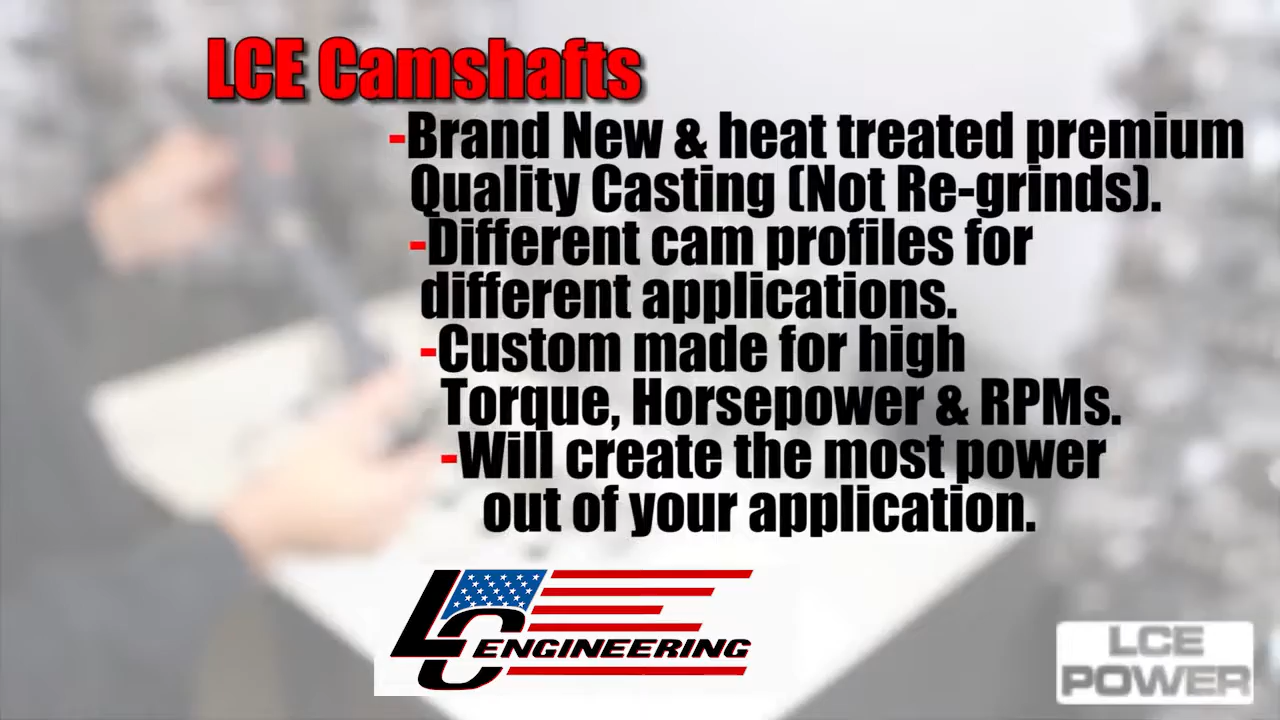 LCE Camshafts
-Brand New & heat treated premium
Quality Casting (Not Re-grinds).
-Different cam profiles for
different applications.
-Custom made for high
Torque, Horsepower & RPMs.
-Will create the most power
out of your application.
LC ENGINEERING
LCE
POWER